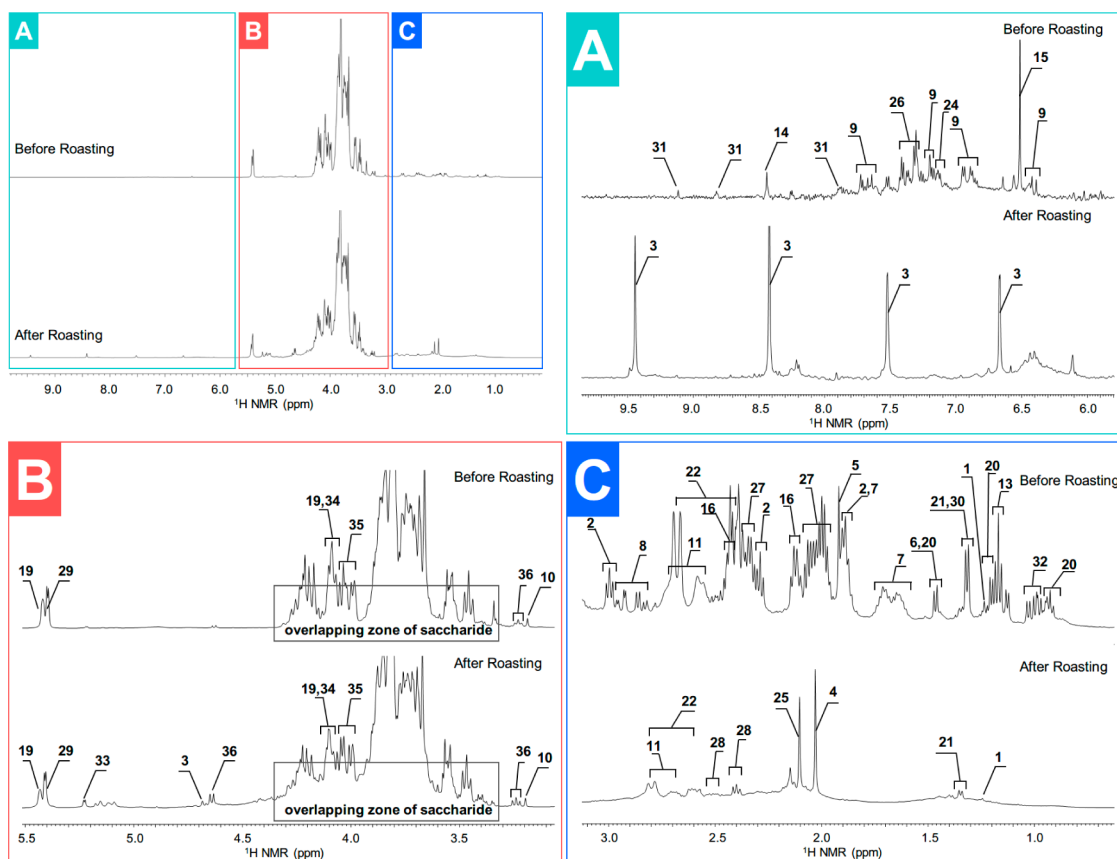 A
B
C
Before Roasting
After Roasting
9.0 8.0 7.0 6.0 5.0 4.0 3.0 2.0 1.0
¹H NMR (ppm)
A
Before Roasting
15
26 9 24
9
14 9 9
31 31 31
After Roasting
3 3 3 3
9.5 9.0 8.5 8.0 7.5 7.0 6.5 6.0
¹H NMR (ppm)
B
Before Roasting
19,34
35
19 29
36 10
overlapping zone of saccharide
After Roasting
19,34 35
19 29 33 3 36
36 10
overlapping zone of saccharide
5.5 5.0 4.5 4.0 3.5
¹H NMR (ppm)
C
5 1 20
Before Roasting
22 27 2,7 13
16 2 16 27 21,30
2 8 11 7 6,20 32 20
After Roasting
25 4
22
11 28 28 21 1
3.0 2.5 2.0 1.5 1.0
¹H NMR (ppm)